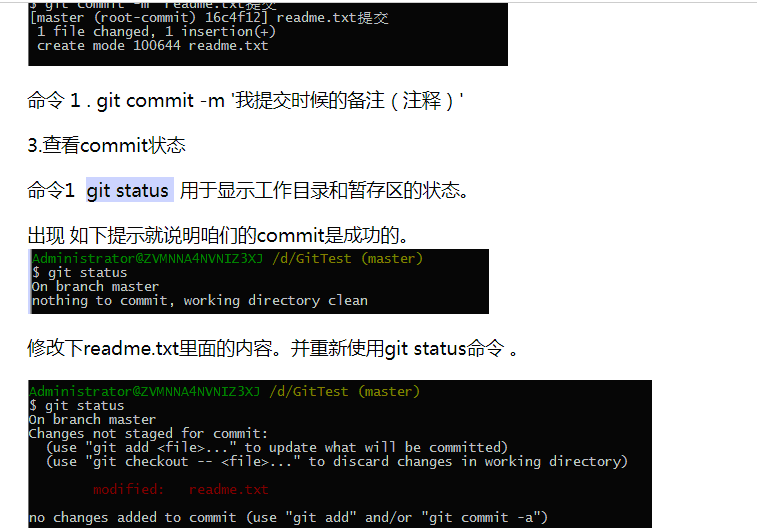 $ git commit -m 'readme.txt提交
[master (root-commit) 16c4f12] readme.txt提交
1 file changed, 1 insertion(+)
create mode 100644 readme.txt
命令 1 . git commit -m '我提交时候的备注（注释）'
3.查看commit状态
命令1 git status 用于显示工作目录和暂存区的状态。
出现 如下提示就说明咱们的commit是成功的。
Administrator@ZVMNNA4NVNIZ3XJ /d/GitTest (master)
$ git status
On branch master
nothing to commit, working directory clean
修改下readme.txt里面的内容。并重新使用git status命令 。
Administrator@ZVMNNA4NVNIZ3XJ /d/GitTest (master)
$ git status
On branch master
Changes not staged for commit:
(use "git add <file>..." to update what will be committed)
(use "git checkout -- <file>..." to discard changes in working directory)
modified: readme.txt
no changes added to commit (use "git add" and/or "git commit -a")